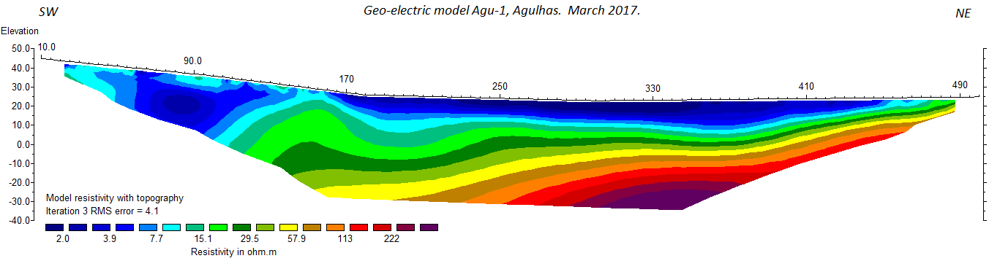 Geo-electric model Agu-1, Agulhas.  March 2017.
SW
NE
Elevation
10.0
90.0
170
250
330
410
490
50.0
40.0
30.0
20.0
10.0
0.0
-10.0
-20.0
-30.0
-40.0
Model resistivity with topography
Iteration 3 RMS error = 4.1
2.0 3.9 7.7 15.1 29.5 57.9 113 222
Resistivity in ohm.m